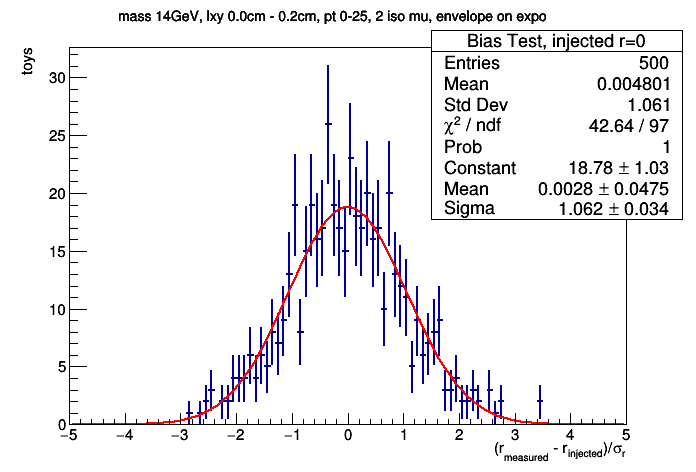 mass 14GeV, lxy 0.0cm - 0.2cm, pt 0-25, 2 iso mu, envelope on expo
Bias Test, injected r=0
Entries 500
Mean 0.004801
Std Dev 1.061
χ² / ndf 42.64 / 97
Prob 1
Constant 18.78 ± 1.03
Mean 0.0028 ± 0.0475
Sigma 1.062 ± 0.034
toys
30
25
20
15
10
5
0
−5 −4 −3 −2 −1 0 1 2 3 4 5
(r_measured - r_injected)/σ_r